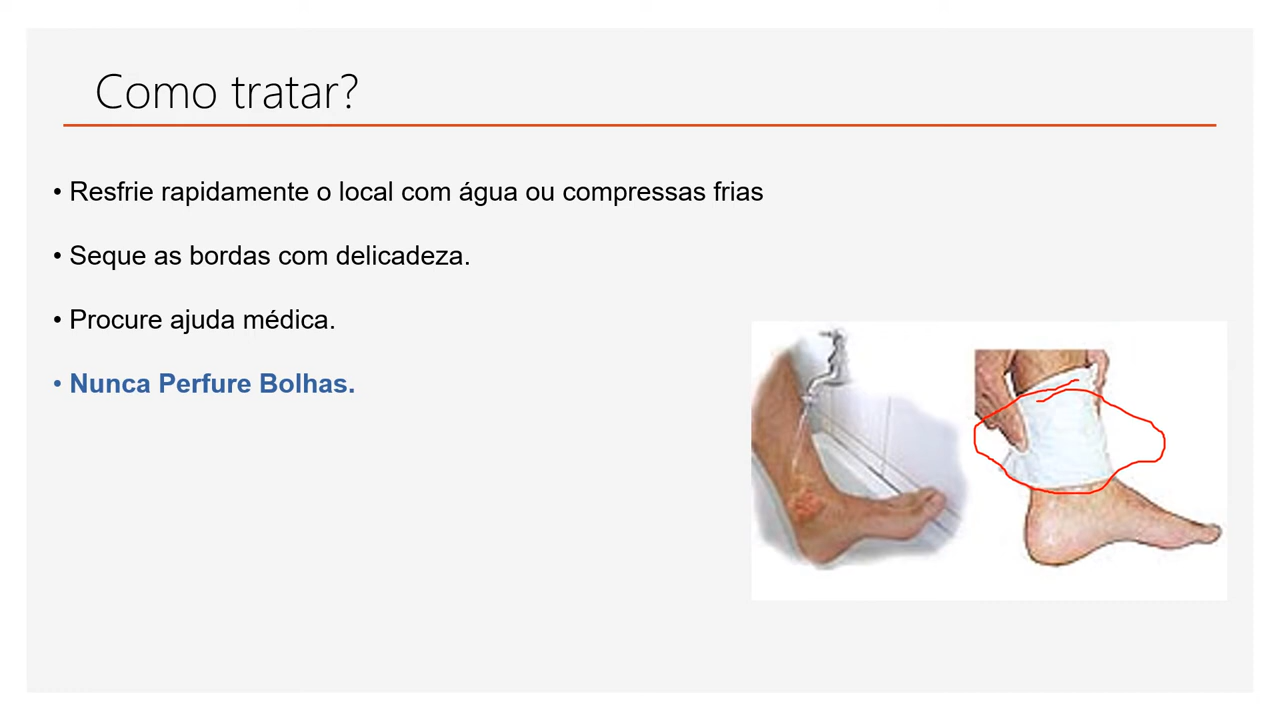 Como tratar?
• Resfrie rapidamente o local com água ou compressas frias
• Seque as bordas com delicadeza.
• Procure ajuda médica.
• Nunca Perfure Bolhas.